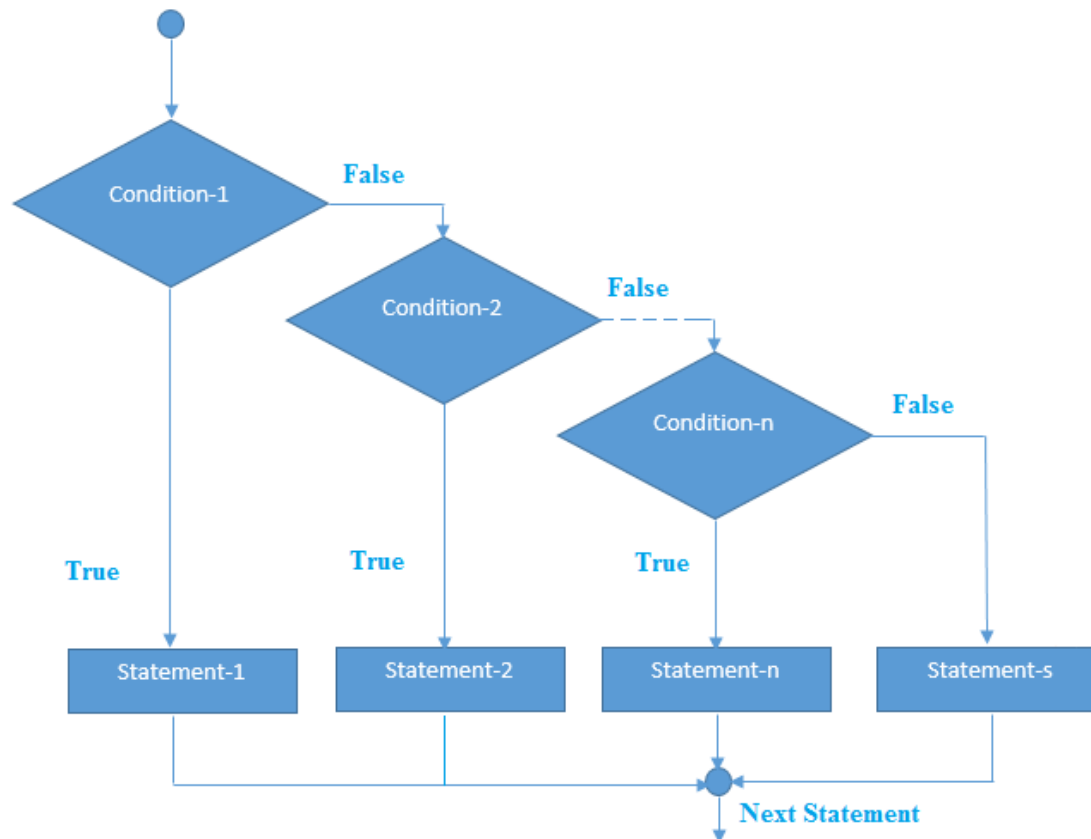 Condition-1
False
Condition-2
False
Condition-n
False
True
True
True
Statement-1
Statement-2
Statement-n
Statement-s
Next Statement